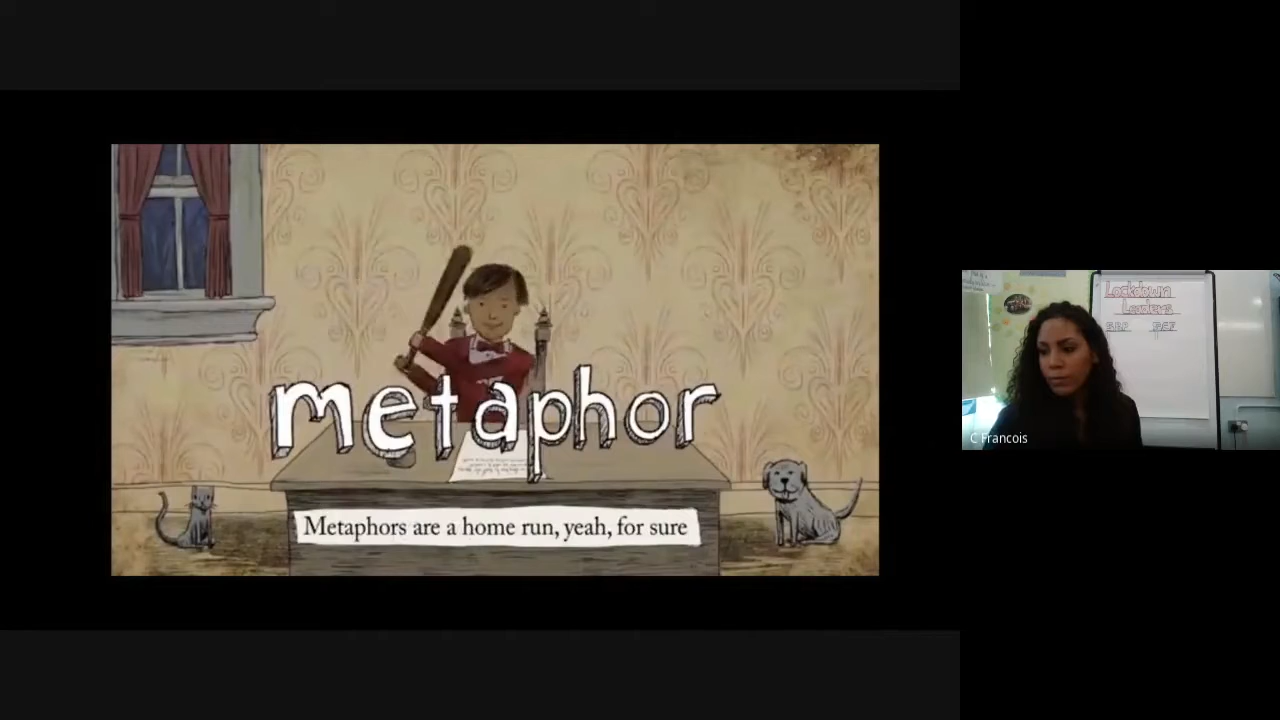 metaphor
Metaphors are a home run, yeah, for sure
Lockdown
Leaders
C Francois